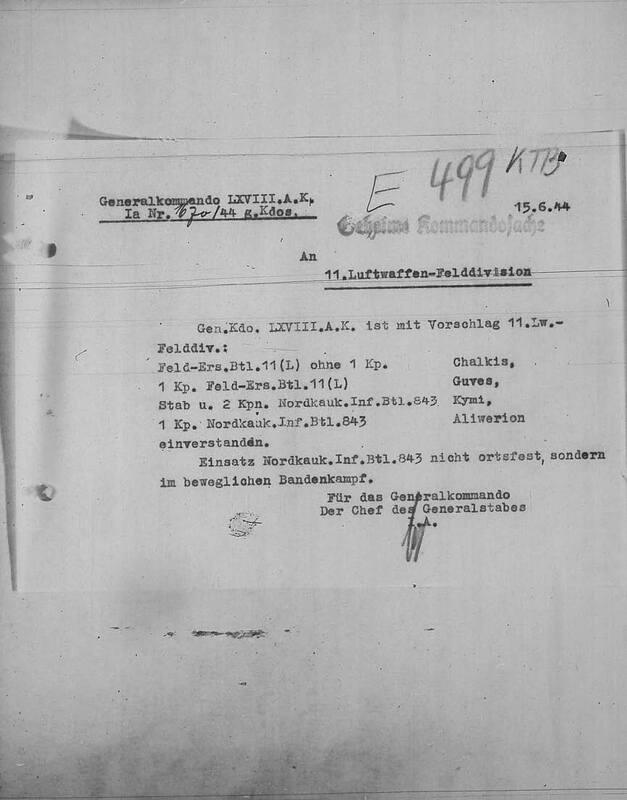 E 499 KTB
Generalkommando LXVIII.A.K.
Ia Nr. 670/44 g.Kdos.
15.6.44
Geheime Kommandosache
An
11.Luftwaffen-Felddivision
Gen.Kdo. LXVIII.A.K. ist mit Vorschlag 11.Lw.-
Felddiv.:
Feld-Ers.Btl.11(L) ohne 1 Kp. Chalkis,
1 Kp. Feld-Ers.Btl.11(L) Guves,
Stab u. 2 Kpn. Nordkauk.Inf.Btl.843 Kymi,
1 Kp. Nordkauk.Inf.Btl.843 Aliwerion
einverstanden.
Einsatz Nordkauk.Inf.Btl.843 nicht ortsfest, sondern
im beweglichen Bandenkampf.
Für das Generalkommando
Der Chef des Generalstabes
I.A.